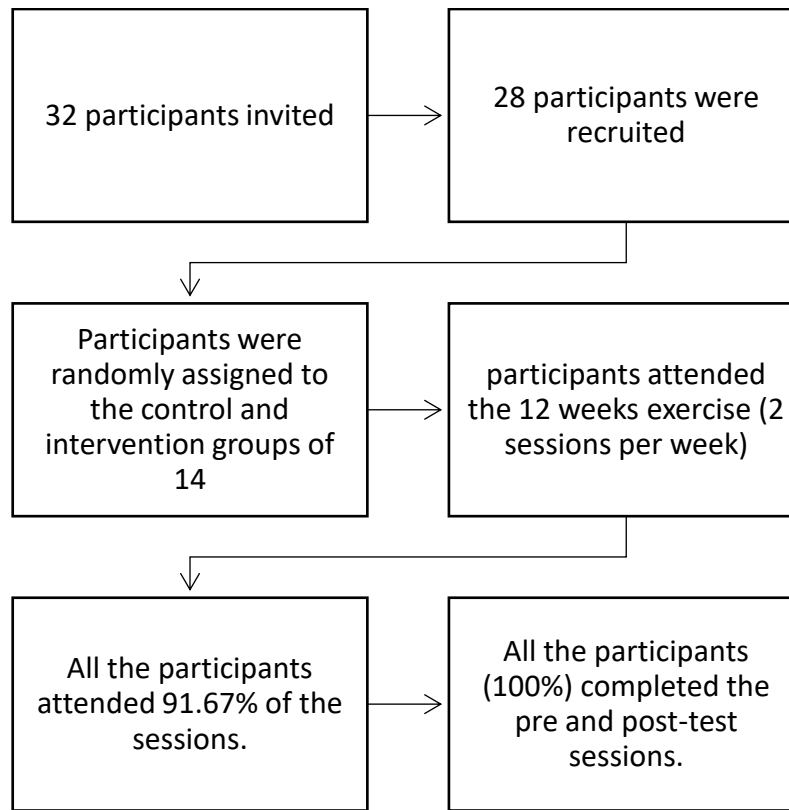 32 participants invited
28 participants were
recruited
Participants were
randomly assigned to
the control and
intervention groups of
14
participants attended
the 12 weeks exercise (2
sessions per week)
All the participants
attended 91.67% of the
sessions.
All the participants
(100%) completed the
pre and post-test
sessions.